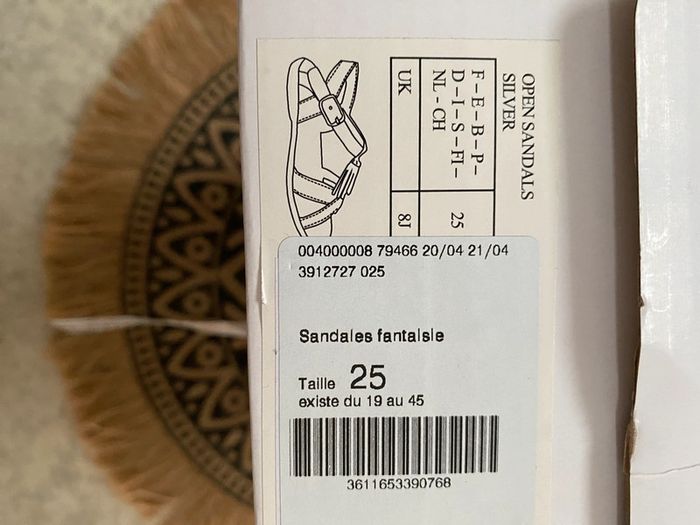 OPEN SANDALS
SILVER
F – E – B – P –
D – I – S – FI –
NL - CH
25
UK
8J
004000008 79466 20/04 21/04
3912727 025
Sandales fantaisie
Taille 25
existe du 19 au 45
3611653390768